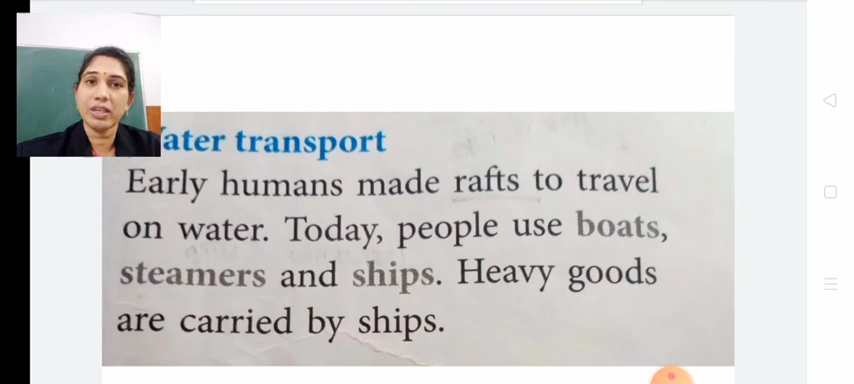 ater transport
Early humans made rafts to travel
on water. Today, people use boats,
steamers and ships. Heavy goods
are carried by ships.